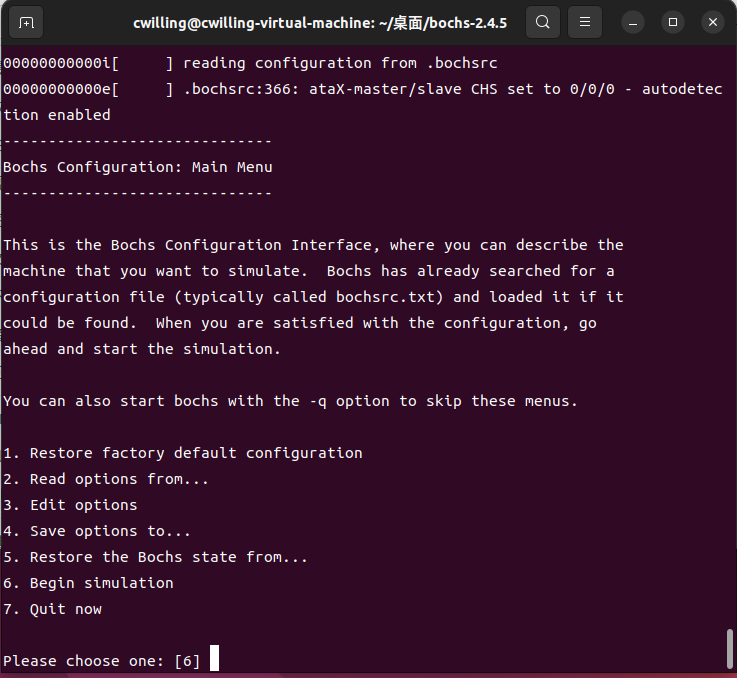 cwilling@cwilling-virtual-machine: ~/桌面/bochs-2.4.5
00000000000i[     ] reading configuration from .bochsrc
00000000000e[     ] .bochsrc:366: ataX-master/slave CHS set to 0/0/0 - autodetec
tion enabled
------------------------------
Bochs Configuration: Main Menu
------------------------------
This is the Bochs Configuration Interface, where you can describe the
machine that you want to simulate.  Bochs has already searched for a
configuration file (typically called bochsrc.txt) and loaded it if it
could be found.  When you are satisfied with the configuration, go
ahead and start the simulation.
You can also start bochs with the -q option to skip these menus.
1. Restore factory default configuration
2. Read options from...
3. Edit options
4. Save options to...
5. Restore the Bochs state from...
6. Begin simulation
7. Quit now
Please choose one: [6]